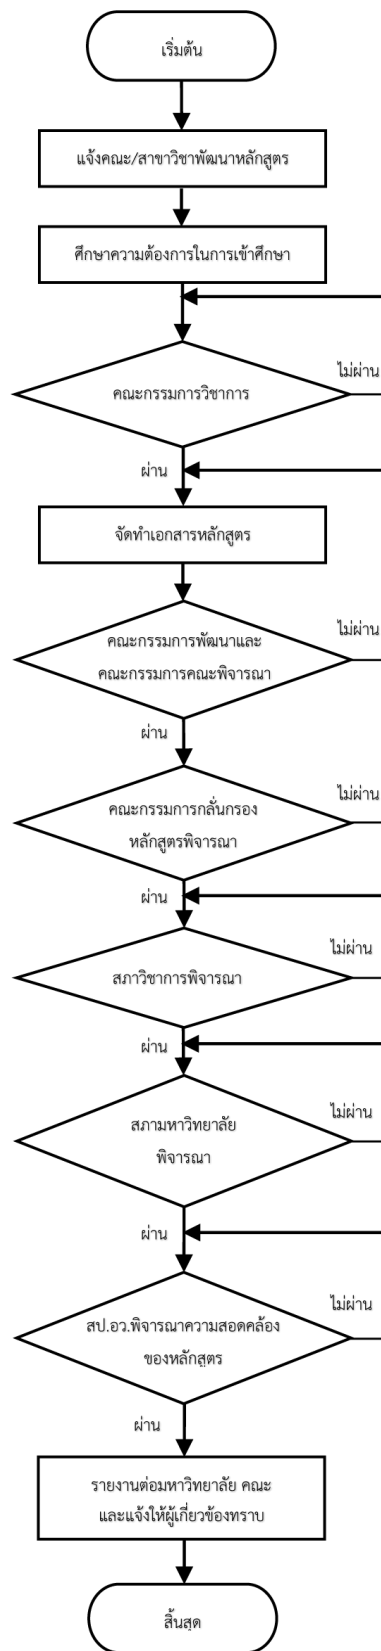 เริ่มต้น
แจ้งคณะ/สาขาวิชาพัฒนาหลักสูตร
ศึกษาความต้องการในการเข้าศึกษา
คณะกรรมการวิชาการ
ไม่ผ่าน
ผ่าน
จัดทำเอกสารหลักสูตร
คณะกรรมการพัฒนาและ
คณะกรรมการคณะพิจารณา
ไม่ผ่าน
ผ่าน
คณะกรรมการกลั่นกรอง
หลักสูตรพิจารณา
ไม่ผ่าน
ผ่าน
สภาวิชาการพิจารณา
ไม่ผ่าน
ผ่าน
สภามหาวิทยาลัย
พิจารณา
ไม่ผ่าน
ผ่าน
สป.อว.พิจารณาความสอดคล้อง
ของหลักสูตร
ไม่ผ่าน
ผ่าน
รายงานต่อมหาวิทยาลัย คณะ
และแจ้งให้ผู้เกี่ยวข้องทราบ
สิ้นสุด